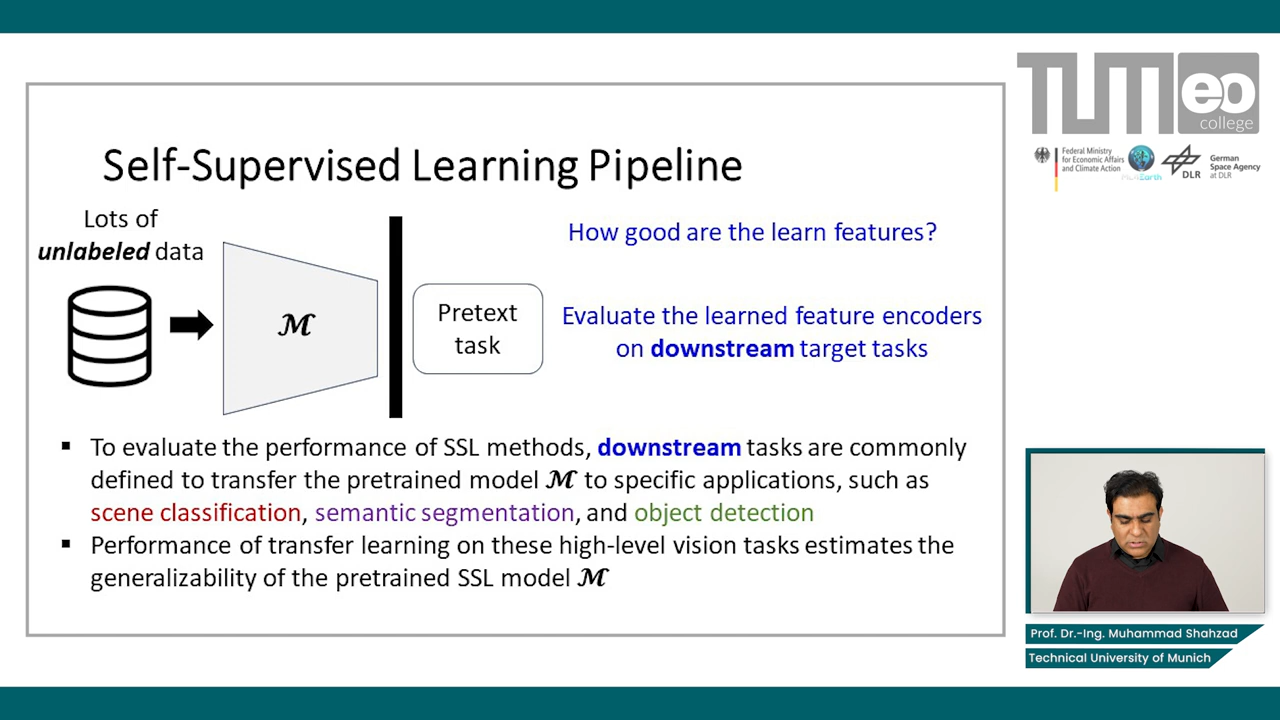 TUM eo
college
Federal Ministry
for Economic Affairs
and Climate Action
DLR
German
Space Agency
at DLR
Self-Supervised Learning Pipeline
Lots of
unlabeled data
ℳ
Pretext
task
How good are the learn features?
Evaluate the learned feature encoders
on downstream target tasks
▪ To evaluate the performance of SSL methods, downstream tasks are commonly
defined to transfer the pretrained model ℳ to specific applications, such as
scene classification, semantic segmentation, and object detection
▪ Performance of transfer learning on these high-level vision tasks estimates the
generalizability of the pretrained SSL model ℳ
Prof. Dr.-Ing. Muhammad Shahzad
Technical University of Munich